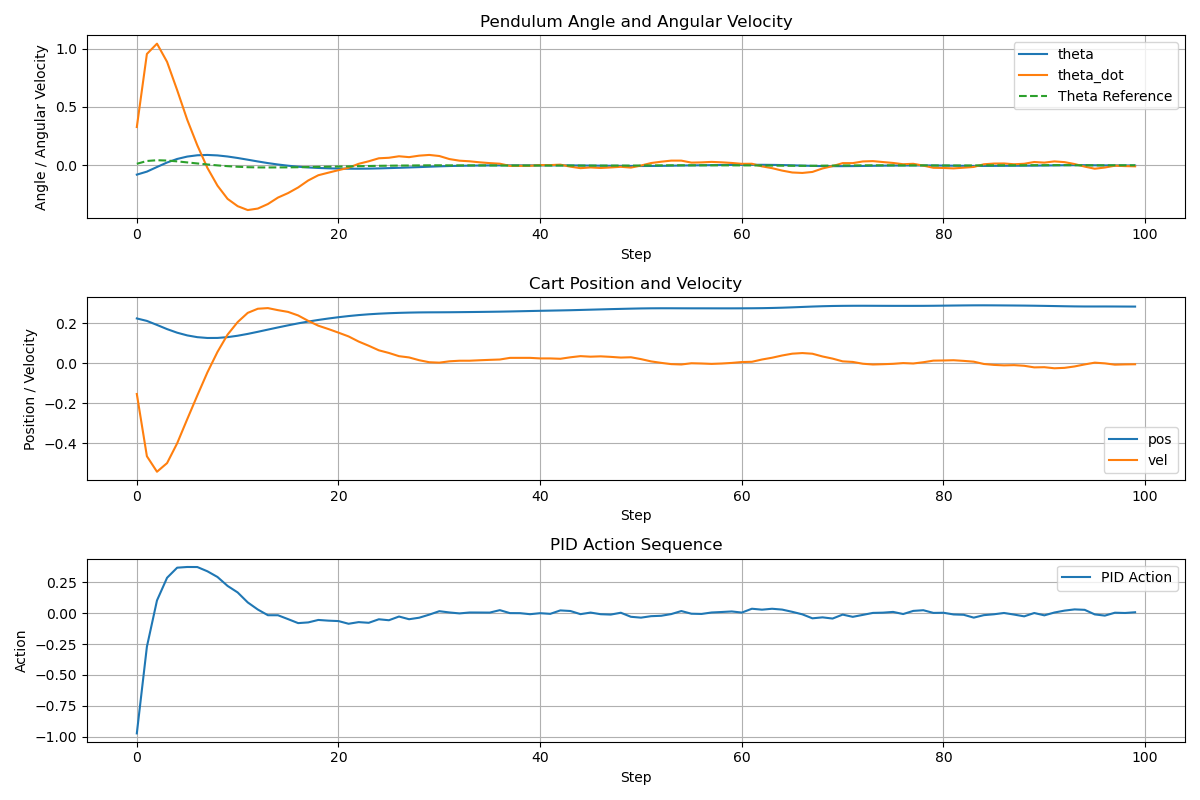 Pendulum Angle and Angular Velocity
Angle / Angular Velocity
1.0
0.5
0.0
theta
theta_dot
Theta Reference
0 20 40 60 80 100
Step
Cart Position and Velocity
Position / Velocity
0.2
0.0
−0.2
−0.4
pos
vel
0 20 40 60 80 100
Step
PID Action Sequence
Action
0.25
0.00
−0.25
−0.50
−0.75
−1.00
PID Action
0 20 40 60 80 100
Step